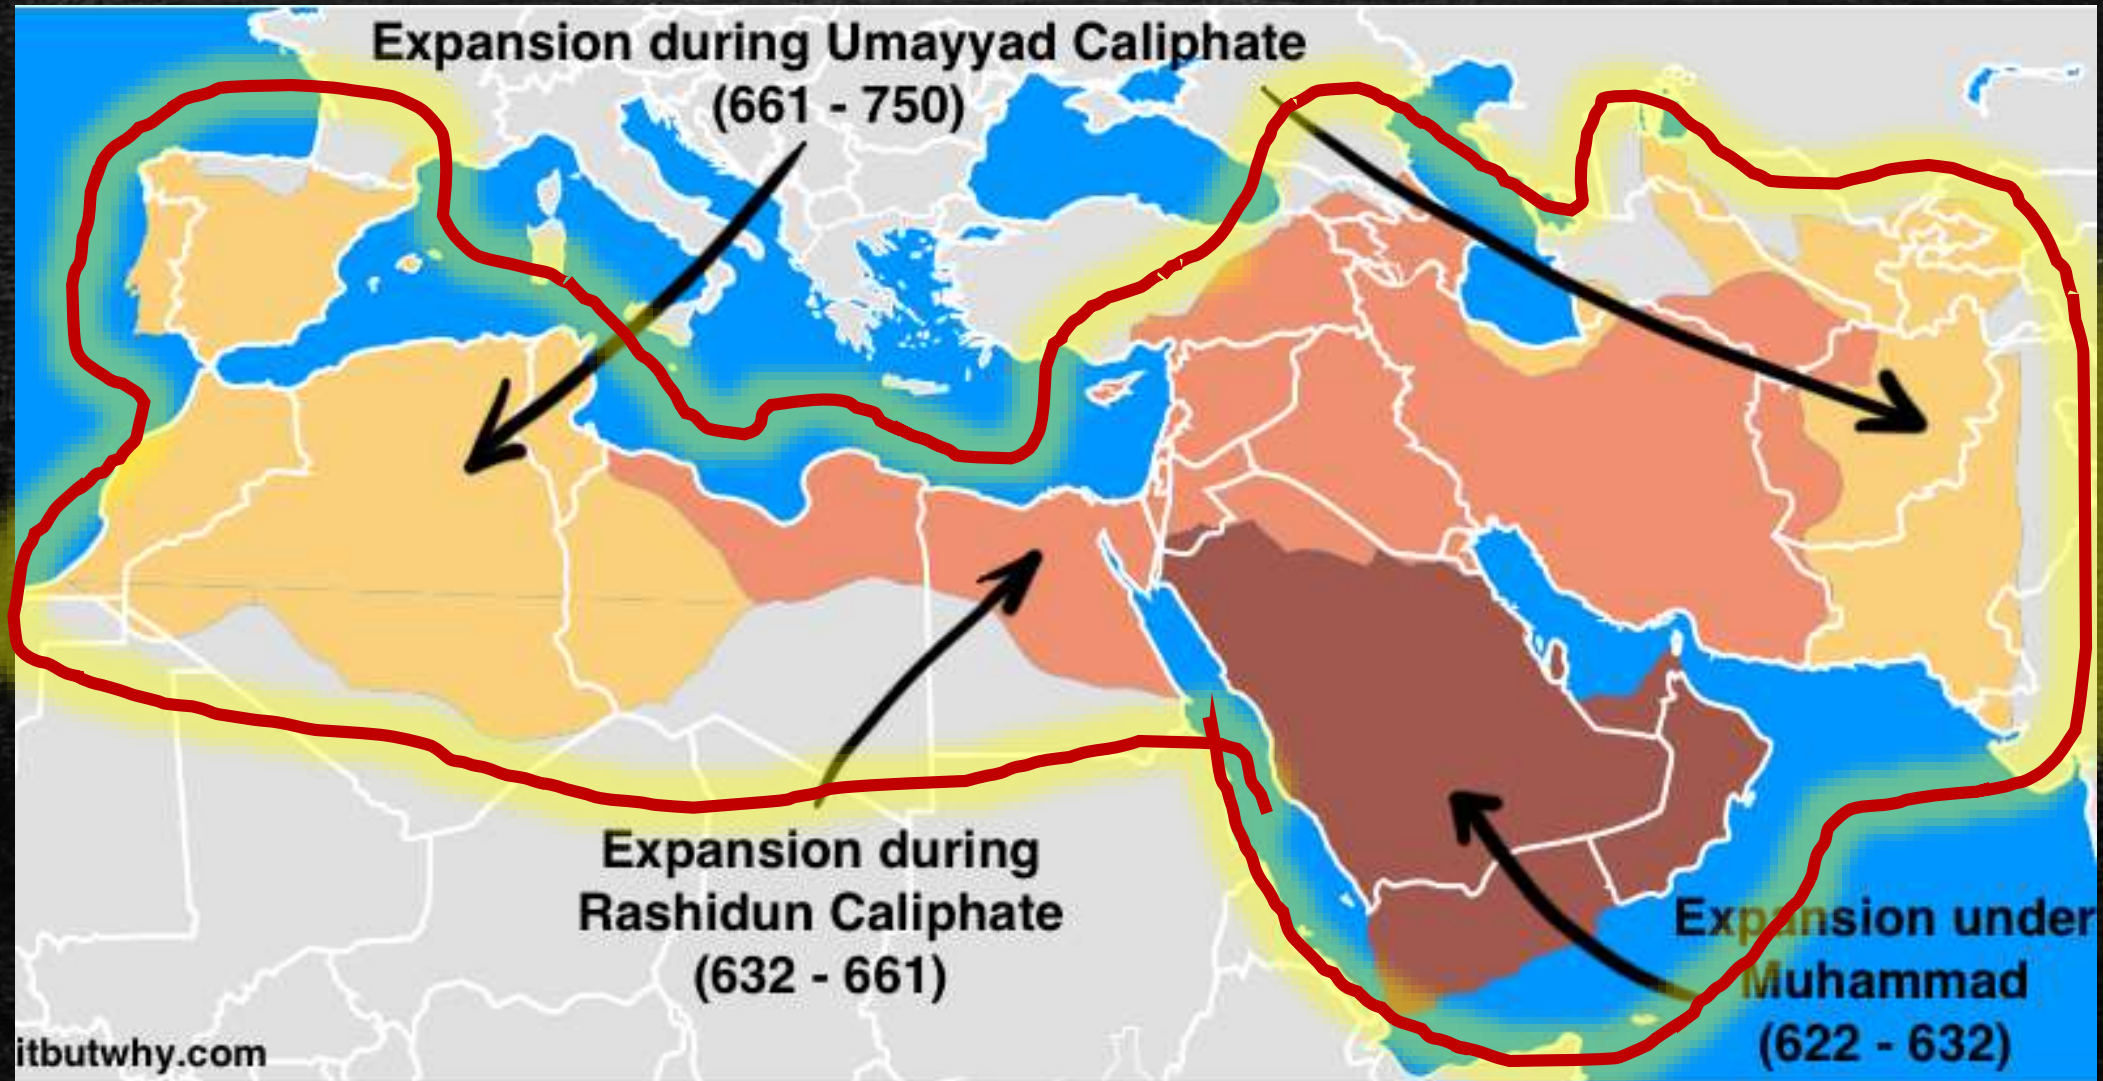 Expansion during Umayyad Caliphate
(661 - 750)
Expansion during
Rashidun Caliphate
(632 - 661)
Expansion under
Muhammad
(622 - 632)
itbutwhy.com